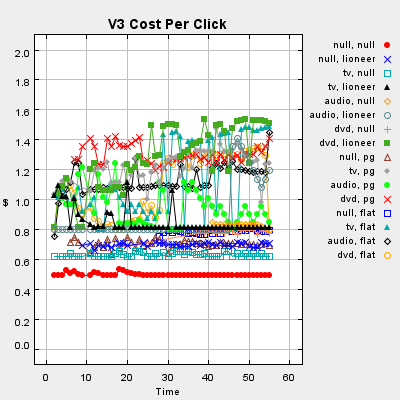 V3 Cost Per Click
2.0
1.8
1.6
1.4
1.2
1.0
0.8
0.6
0.4
0.2
0.0
$
0
10
20
30
40
50
60
Time
null, null
null, lioneer
tv, null
tv, lioneer
audio, null
audio, null
dvd, null
dvd, lioneer
null, pg
tv, pg
audio, pg
dvd, pg
null, flat
tv, flat
audio, flat
dvd, flat